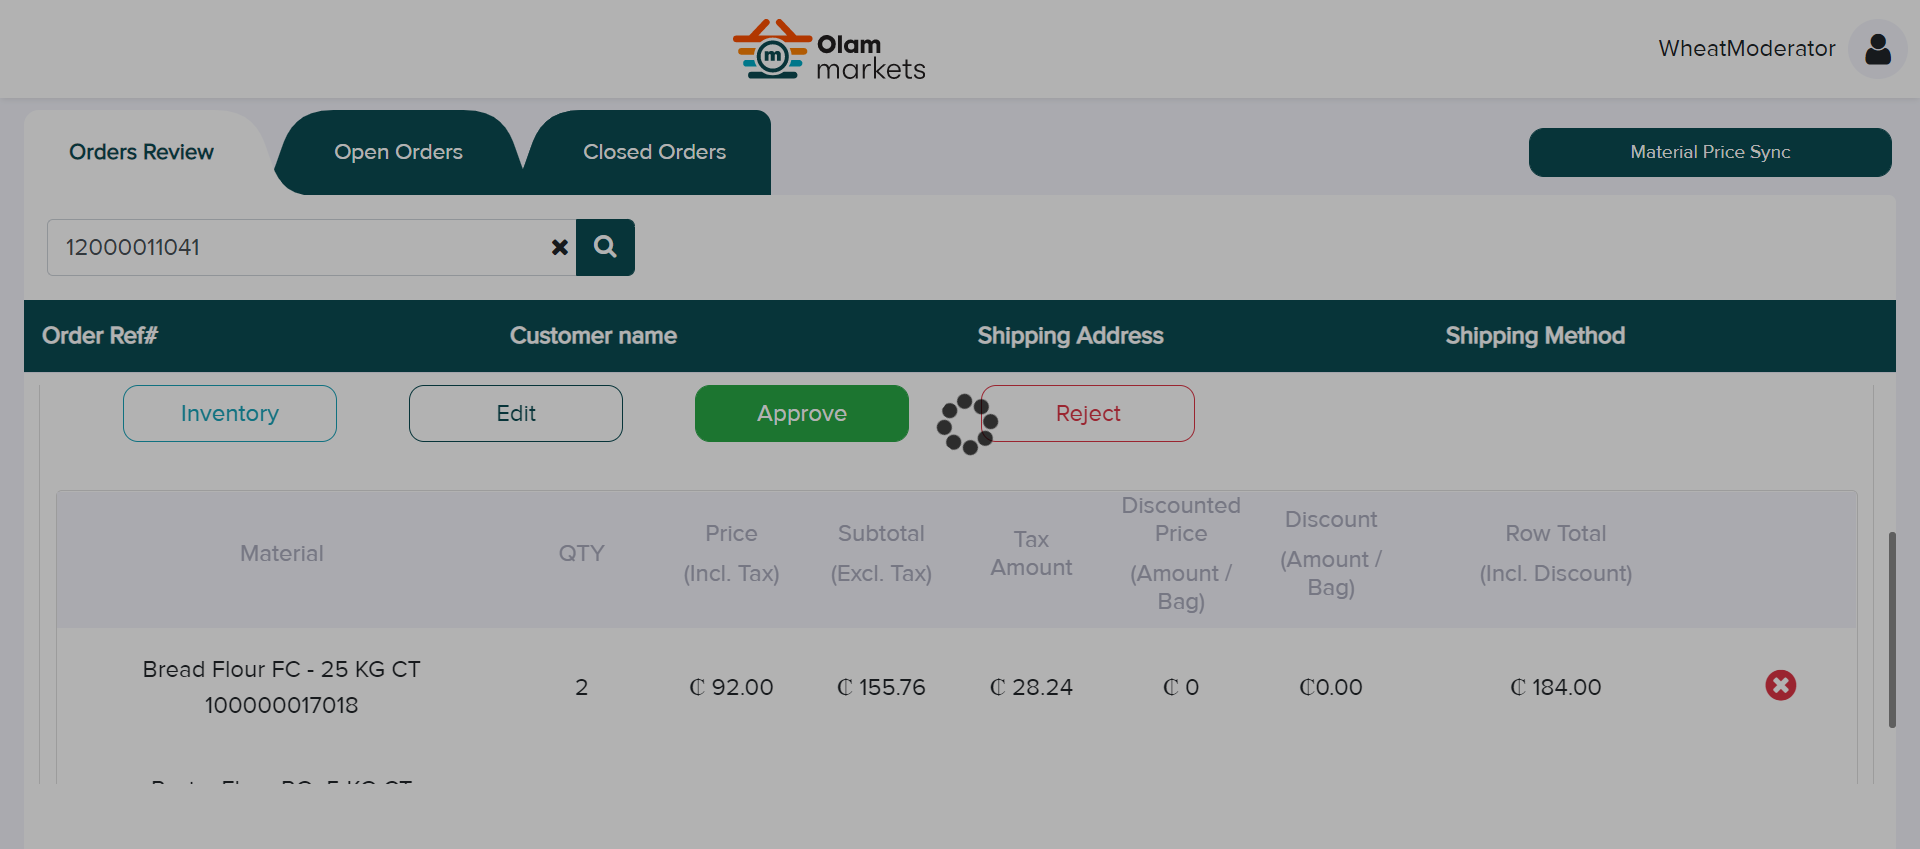 Olam
markets
WheatModerator
Orders Review
Open Orders
Closed Orders
Material Price Sync
12000011041
Order Ref#
Customer name
Shipping Address
Shipping Method
Inventory
Edit
Approve
Reject
Material
QTY
Price
(Incl. Tax)
Subtotal
(Excl. Tax)
Tax
Amount
Discounted
Price
(Amount /
Bag)
Discount
(Amount /
Bag)
Row Total
(Incl. Discount)
Bread Flour FC - 25 KG CT
100000017018
2
₵ 92.00
₵ 155.76
₵ 28.24
₵ 0
₵0.00
₵ 184.00